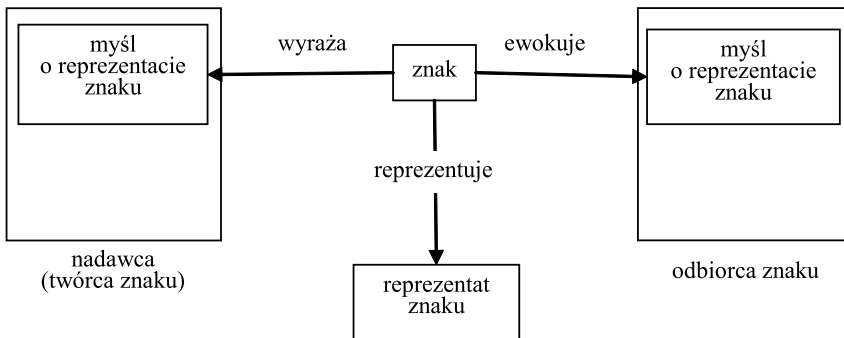 myśl
o reprezentacie
znaku
wyraża
znak
ewokuje
myśl
o reprezentacie
znaku
reprezentuje
nadawca
(twórca znaku)
reprezentat
znaku
odbiorca znaku